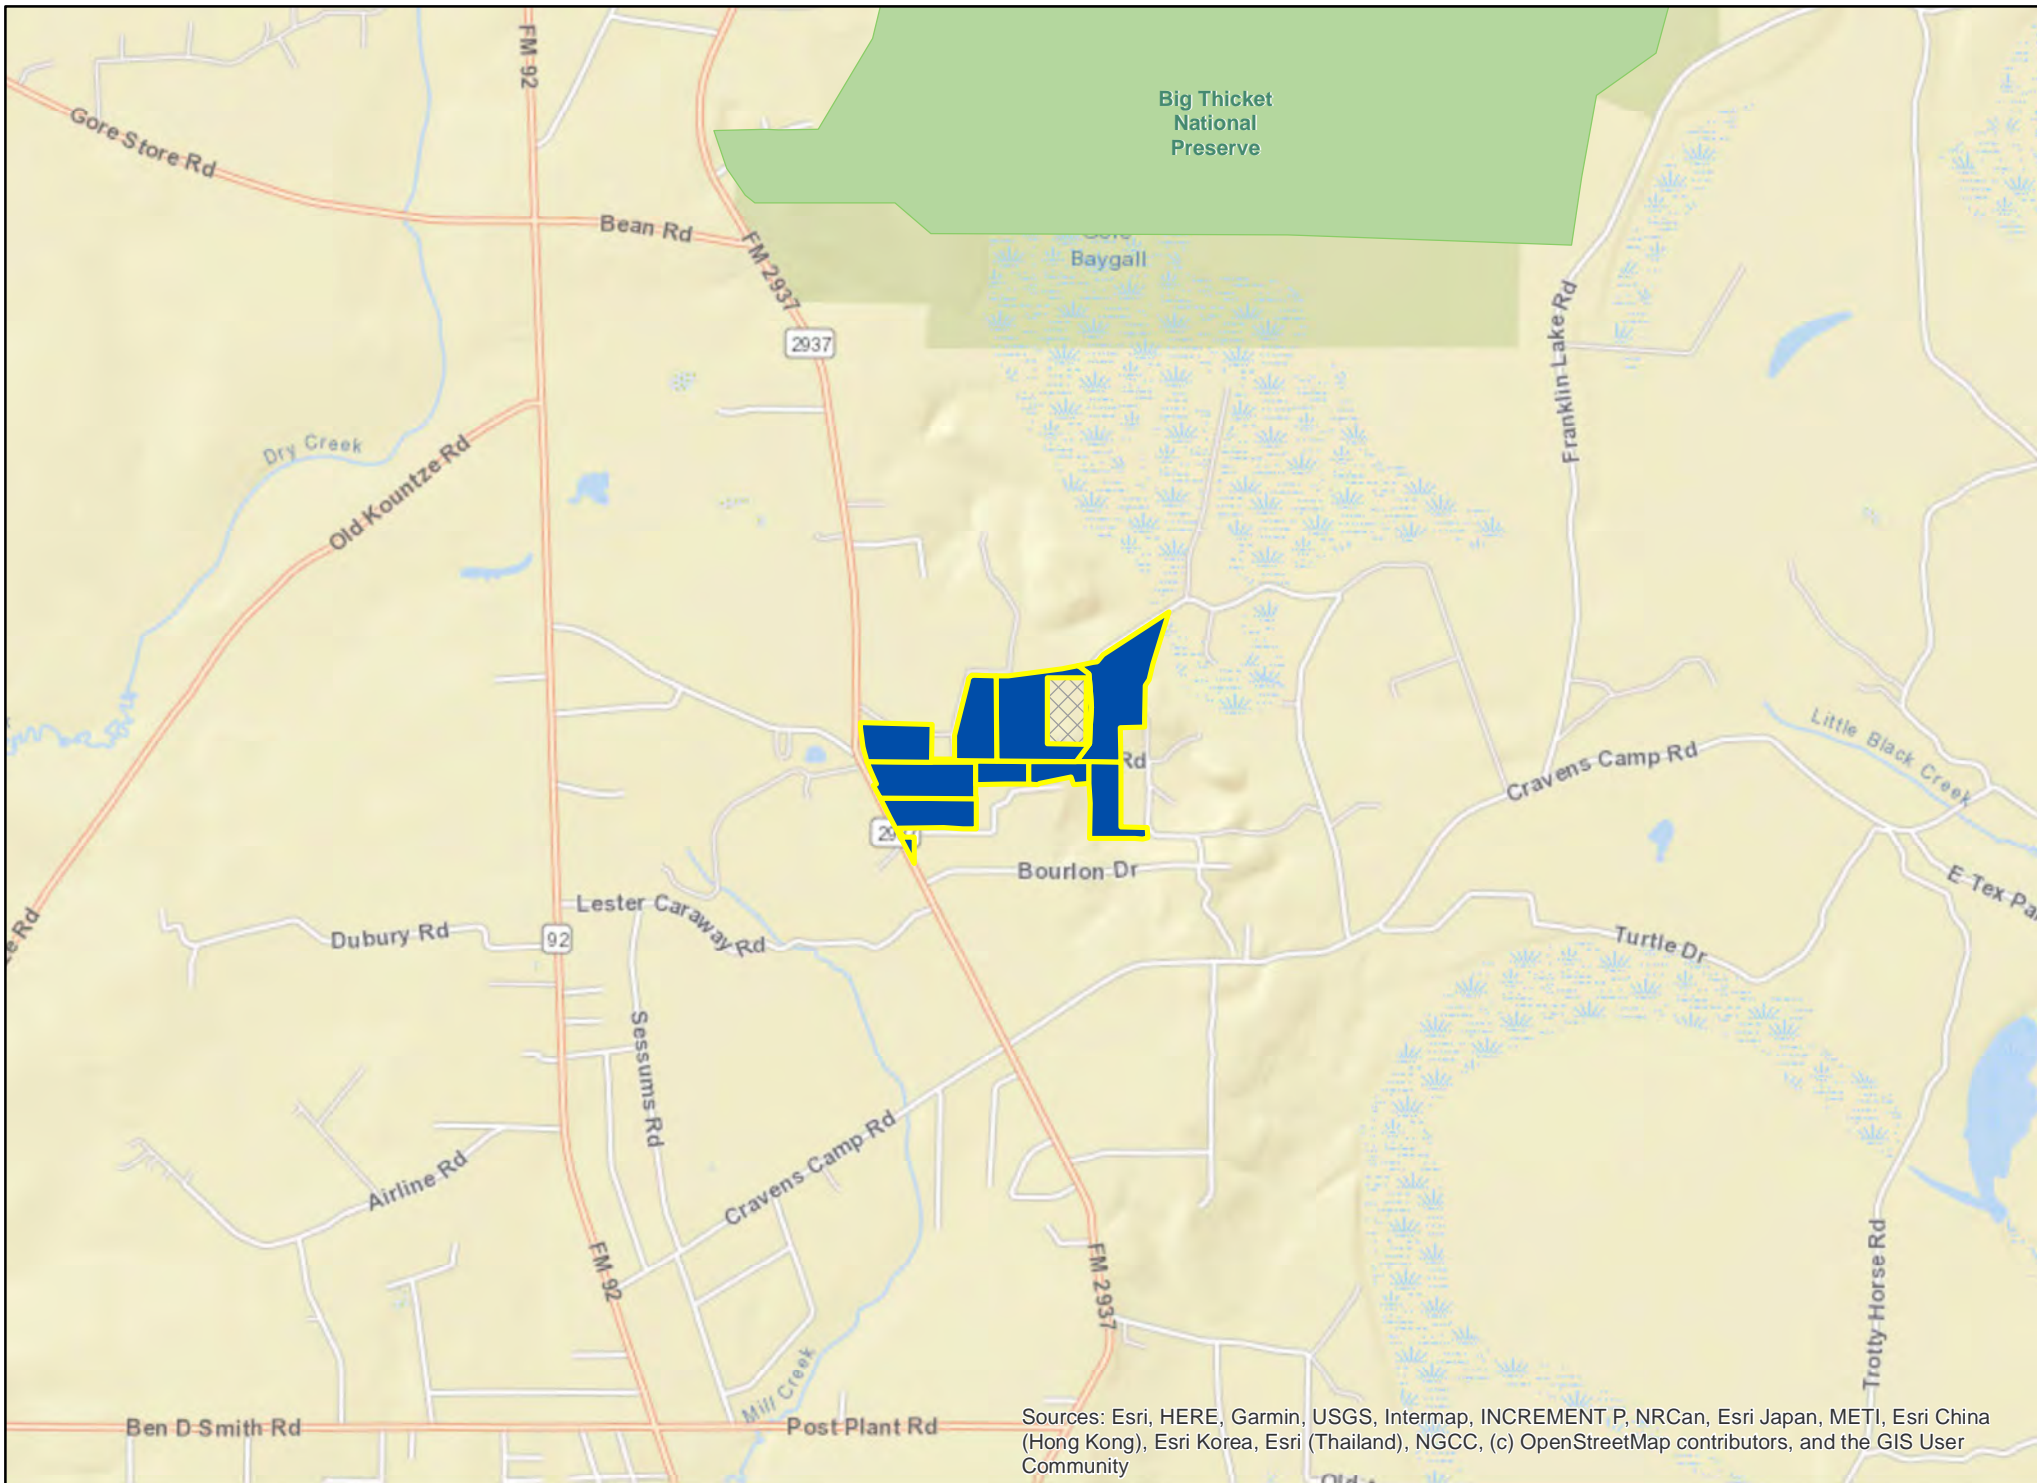 FM 92
Big Thicket
National
Preserve
Gore Store Rd
Bean Rd
FM 2937
Baygall
2937
Franklin Lake Rd
Dry Creek
Old Kountze Rd
Little Black Creek
Rd
Cravens Camp Rd
Bourlon Dr
E Tex
Lester Caraway Rd
Dubury Rd
92
Turtle Dr
Rd
Sessums Rd
Cravens Camp Rd
Airline Rd
FM 92
FM 2937
Trotty Horse Rd
Mill Creek
Ben D Smith Rd
Post Plant Rd
Sources: Esri, HERE, Garmin, USGS, Intermap, INCREMENT P, NRCan, Esri Japan, METI, Esri China
(Hong Kong), Esri Korea, Esri (Thailand), NGCC, (c) OpenStreetMap contributors, and the GIS User
Community